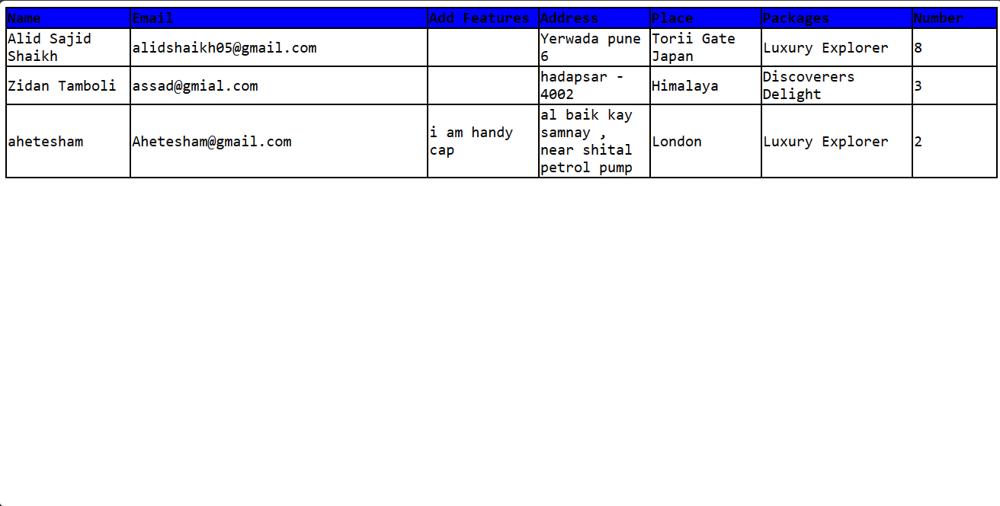 Name Email Add Features Address Place Packages Number
Alid Sajid Shaikh alidshaikh05@gmail.com Yerwada pune 6 Torii Gate Japan Luxury Explorer 8
Zidan Tamboli assad@gmial.com hadapsar - 4002 Himalaya Discoverers Delight 3
ahetesham Ahetesham@gmail.com i am handy cap al baik kay samnay , near shital petrol pump London Luxury Explorer 2